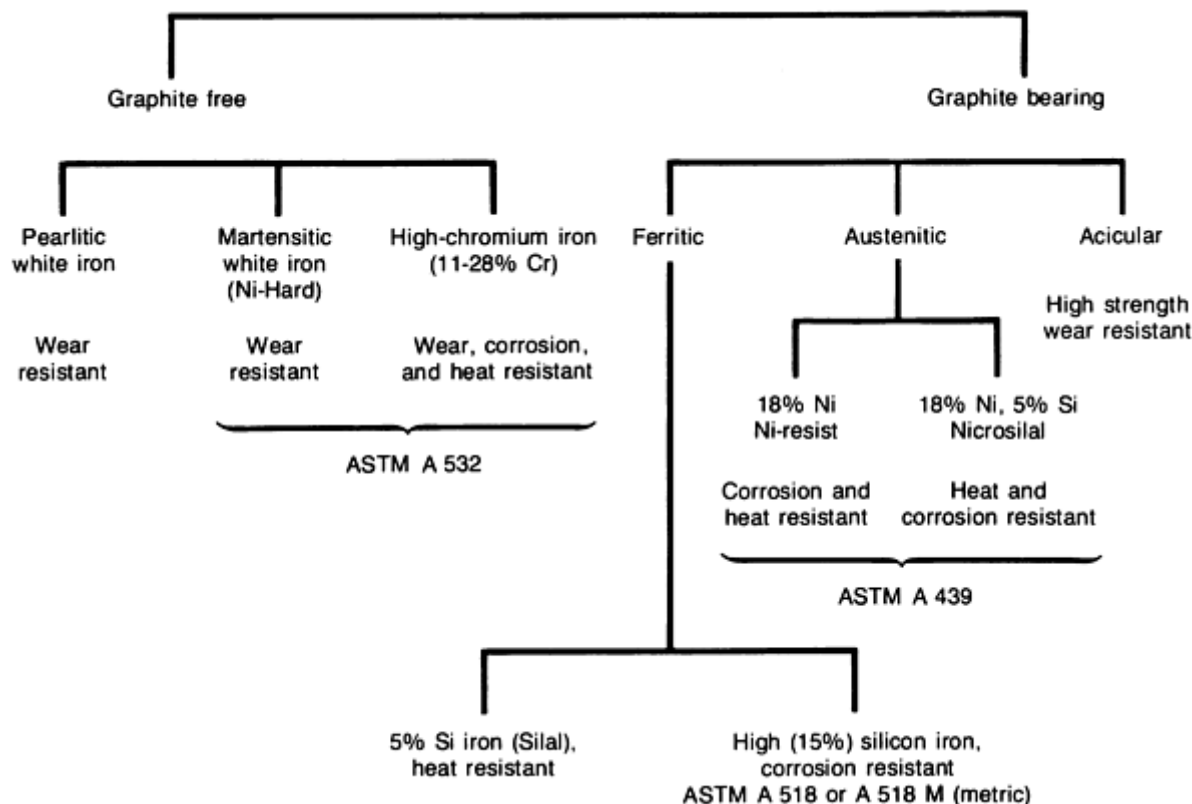 Graphite free
Graphite bearing
Pearlitic
white iron
Martensitic
white iron
(Ni-Hard)
High-chromium iron
(11-28% Cr)
Ferritic
Austenitic
Acicular
High strength
wear resistant
Wear
resistant
Wear
resistant
Wear, corrosion,
and heat resistant
ASTM A 532
18% Ni
Ni-resist
18% Ni, 5% Si
Nicrosilal
Corrosion and
heat resistant
Heat and
corrosion resistant
ASTM A 439
5% Si iron (Silal),
heat resistant
High (15%) silicon iron,
corrosion resistant
ASTM A 518 or A 518 M (metric)